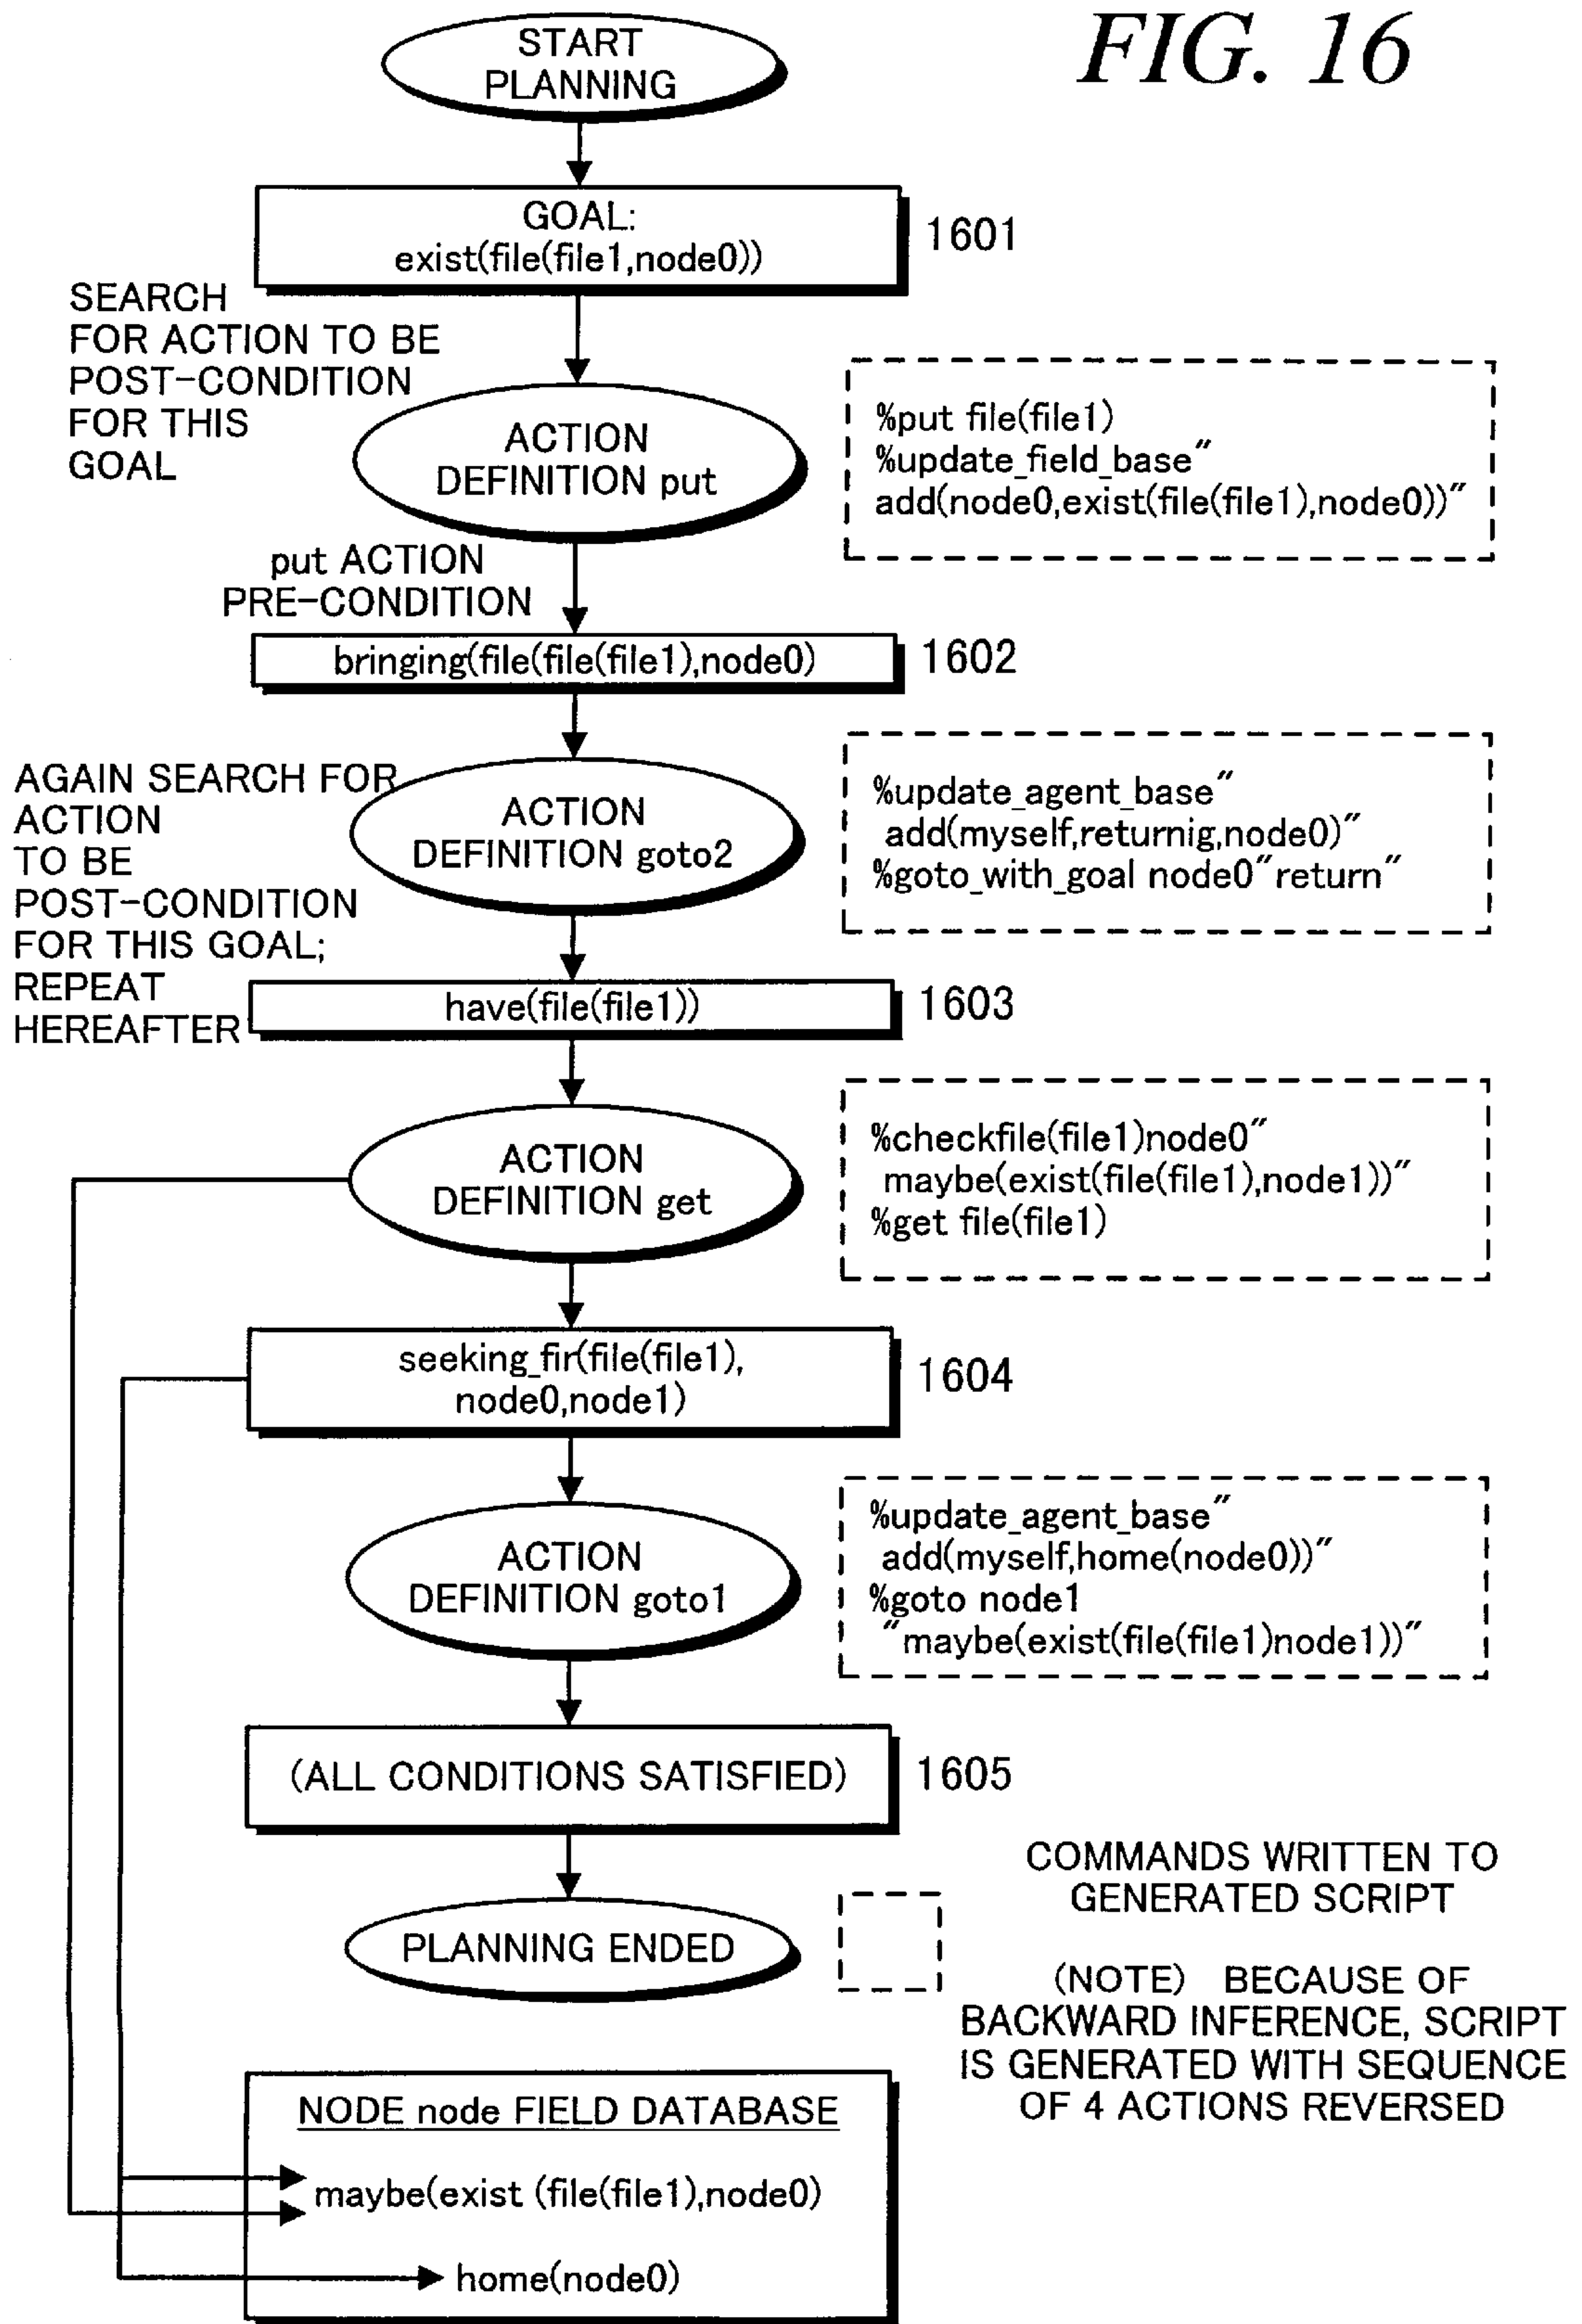 FIG. 16
START
PLANNING
GOAL:
exist(file(file1,node0))
1601
SEARCH
FOR ACTION TO BE
POST-CONDITION
FOR THIS
GOAL
ACTION
DEFINITION put
%put file(file1)
%update_field_base"
add(node0,exist(file(file1),node0))"
put ACTION
PRE-CONDITION
bringing(file(file(file1),node0)
1602
AGAIN SEARCH FOR
ACTION
TO BE
POST-CONDITION
FOR THIS GOAL;
REPEAT
HEREAFTER
ACTION
DEFINITION goto2
%update_agent_base"
add(myself,returnig,node0)"
%goto_with_goal node0"return"
have(file(file1))
1603
ACTION
DEFINITION get
%checkfile(file1)node0"
maybe(exist(file(file1),node1))"
%get file(file1)
seeking_fir(file(file1),
node0,node1)
1604
ACTION
DEFINITION goto1
%update_agent_base"
add(myself,home(node0))"
%goto node1
"maybe(exist(file(file1)node1))"
(ALL CONDITIONS SATISFIED)
1605
PLANNING ENDED
COMMANDS WRITTEN TO
GENERATED SCRIPT
(NOTE) BECAUSE OF
BACKWARD INFERENCE, SCRIPT
IS GENERATED WITH SEQUENCE
OF 4 ACTIONS REVERSED
NODE node FIELD DATABASE
maybe(exist (file(file1),node0)
home(node0)